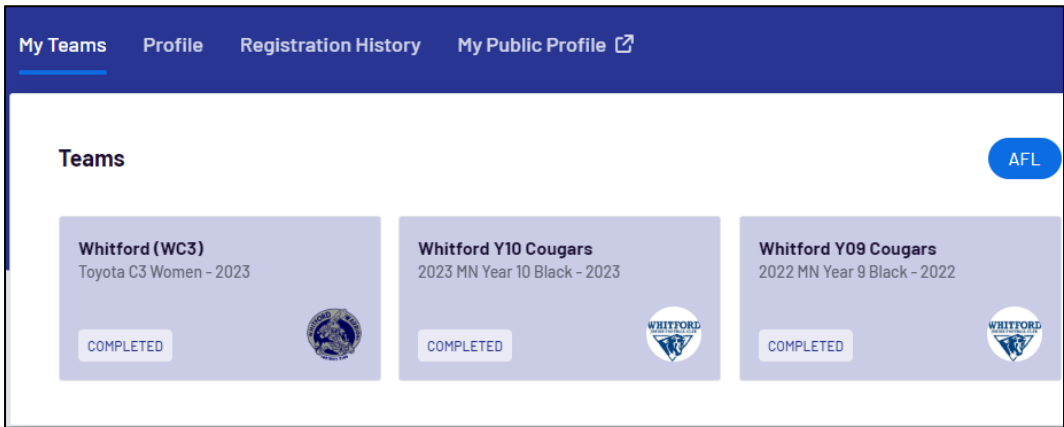 My Teams Profile Registration History My Public Profile
Teams
AFL
Whitford (WC3)
Toyota C3 Women - 2023
COMPLETED
Whitford Y10 Cougars
2023 MN Year 10 Black - 2023
COMPLETED
WHITFORD
Whitford Y09 Cougars
2022 MN Year 9 Black - 2022
COMPLETED
WHITFORD